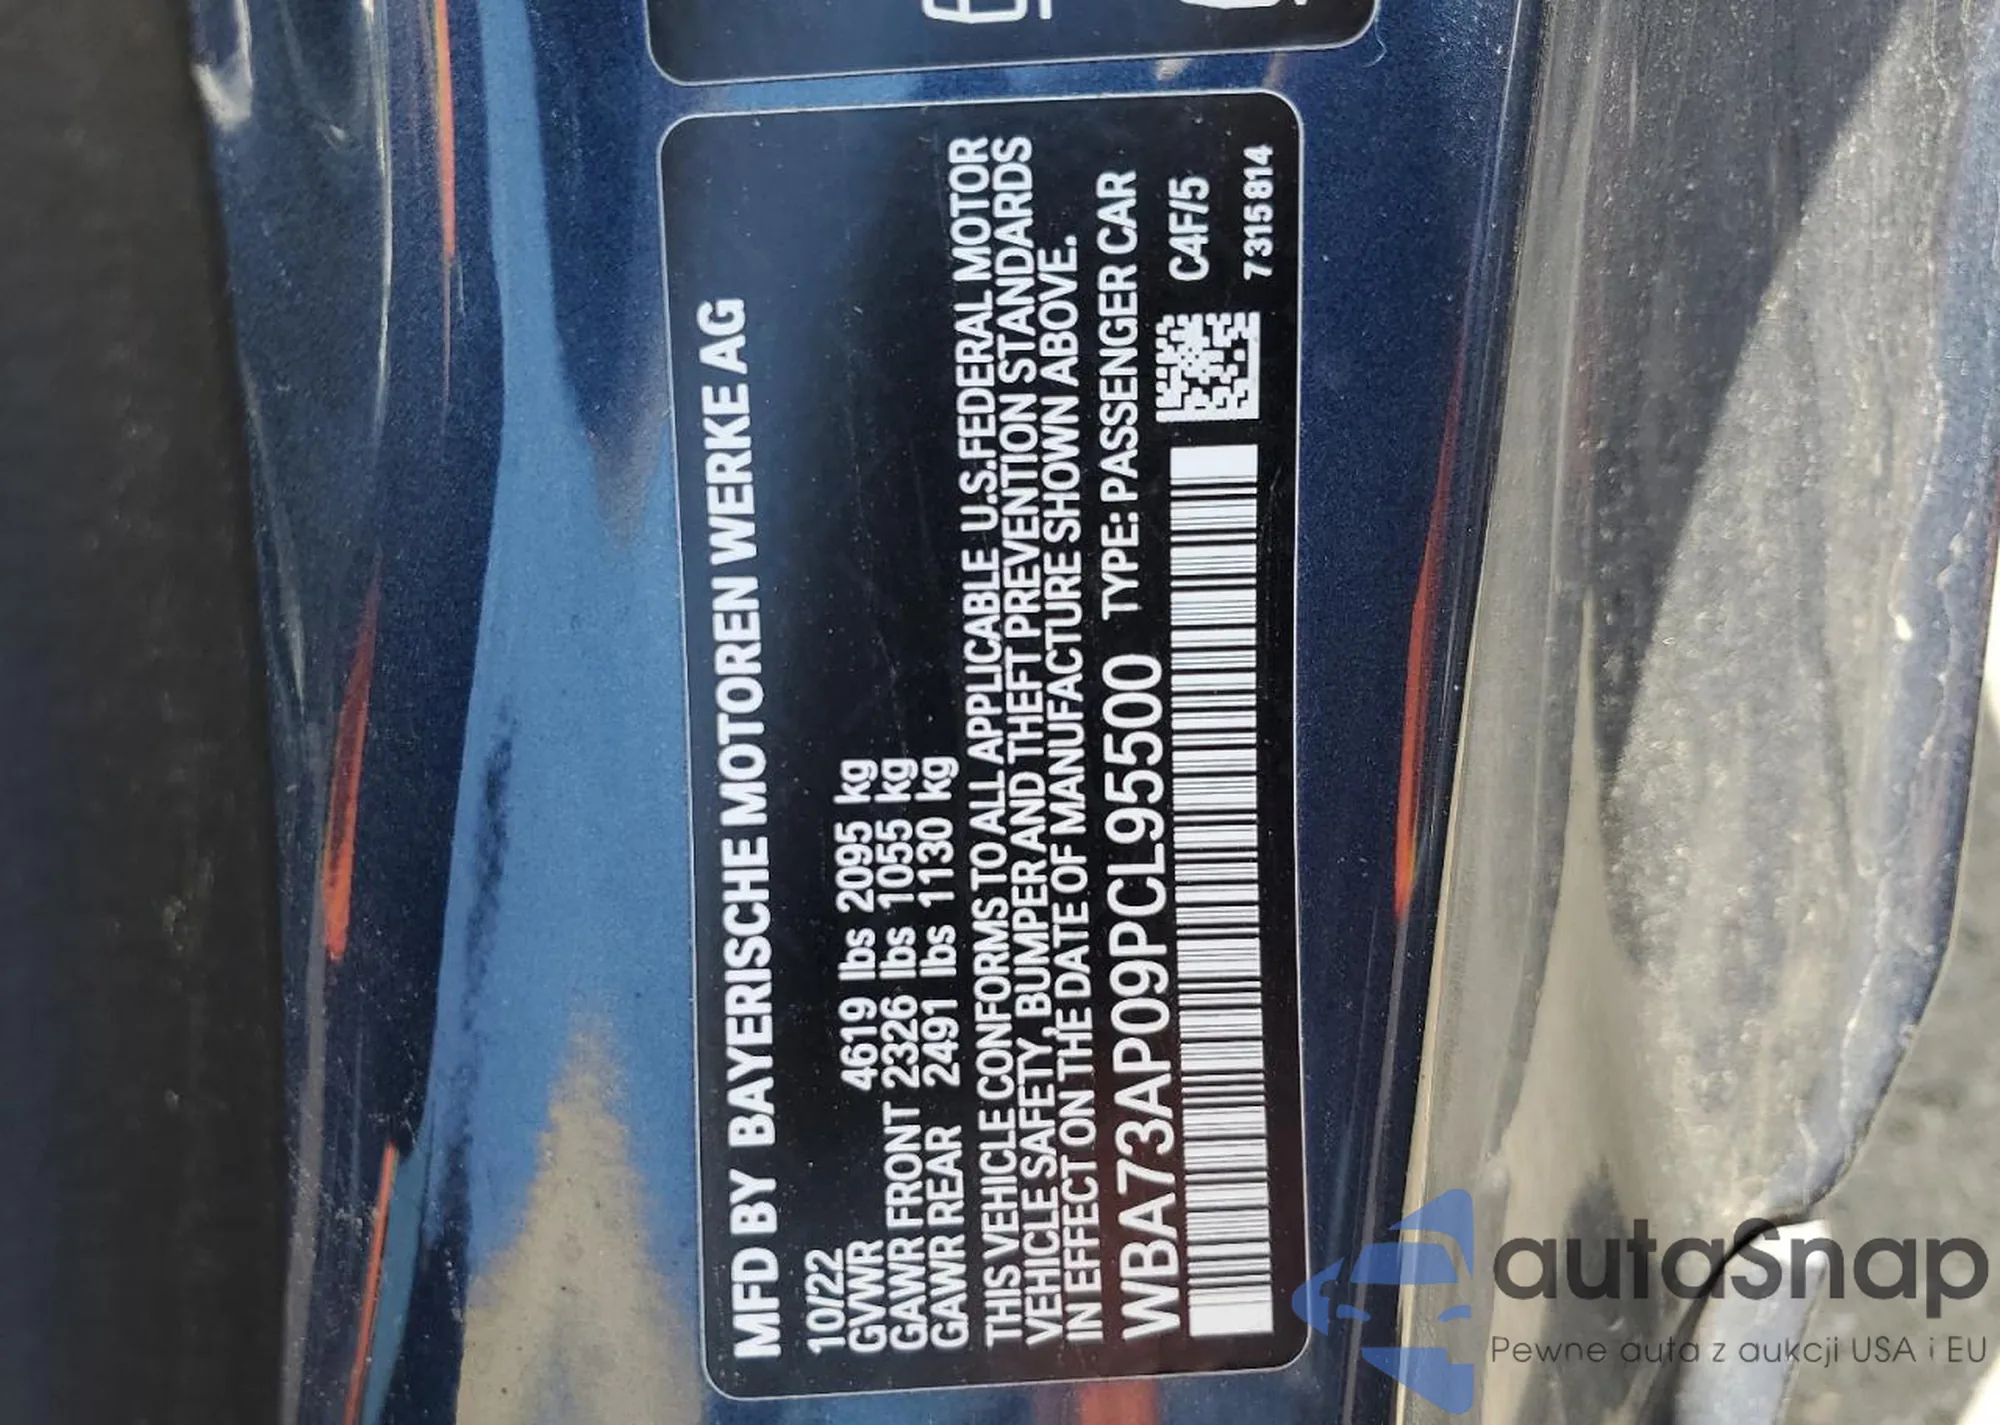 MFD BY BAYERISCHE MOTOREN WERKE AG
10/22
GVWR 4619 lbs 2095 kg
GAWR FRONT 2326 lbs 1055 kg
GAWR REAR 2491 lbs 1130 kg
THIS VEHICLE CONFORMS TO ALL APPLICABLE U.S.FEDERAL MOTOR
VEHICLE SAFETY, BUMPER AND THEFT PREVENTION STANDARDS
IN EFFECT ON THE DATE OF MANUFACTURE SHOWN ABOVE.
WBA73AP09PCL95500 TYPE: PASSENGER CAR
C4F/5
7315814
autaSnap
Pewne auta z aukcji USA i EU